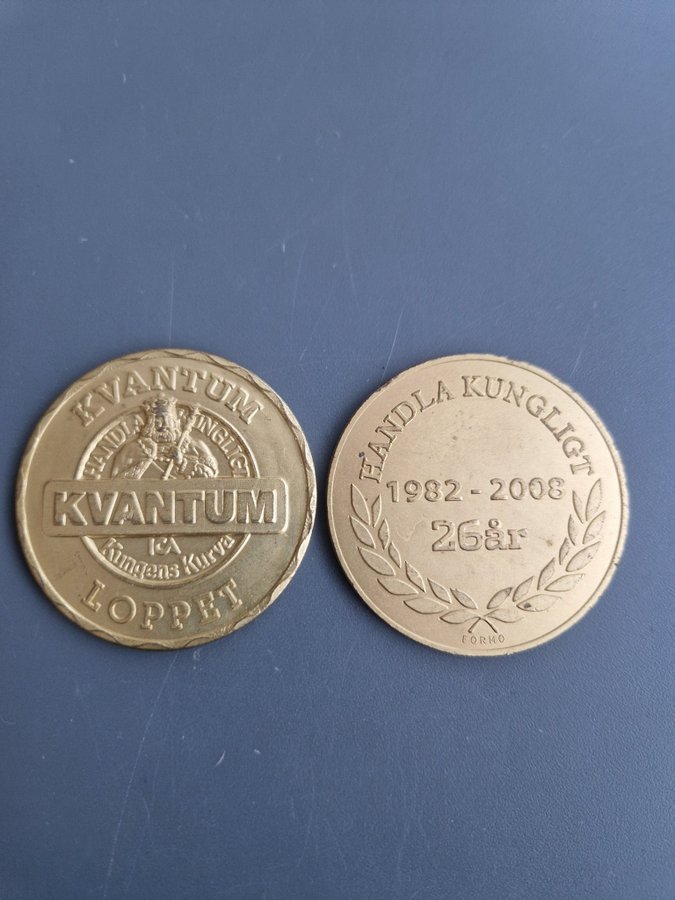 KVANTUM
HANDLA KUNGLIGT
KVANTUM
ICA
Kungens Kurva
LOPPET
HANDLA KUNGLIGT
1982 - 2008
26år
FORMO